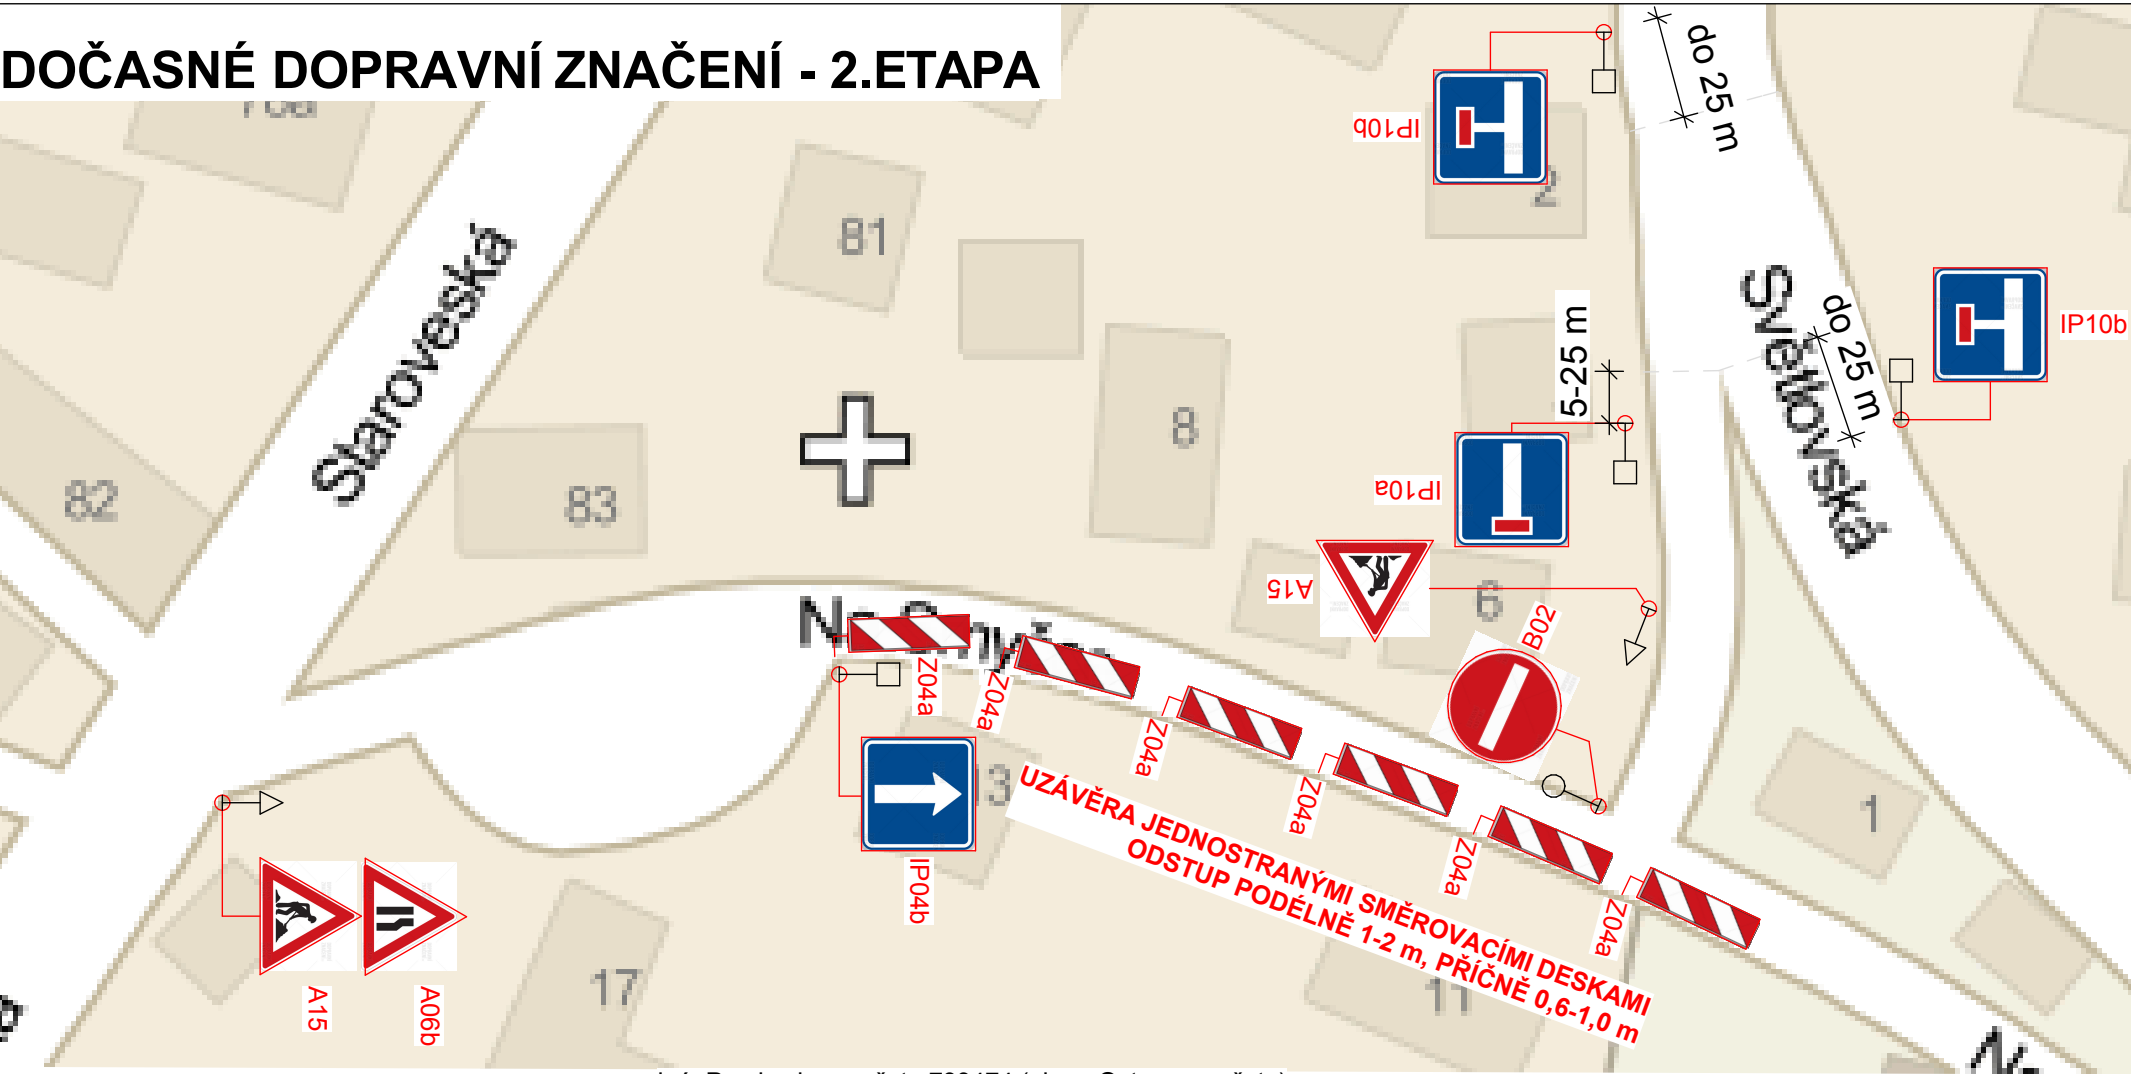 DOČASNÉ DOPRAVNÍ ZNAČENÍ - 2.ETAPA
do 25 m
IP10b
2
81
Staroveská
Světlovská
do 25 m
IP10b
5-25 m
8
82
83
IP10a
A15
6
B02
Z04a
Z04a
Z04a
Z04a
Z04a
Z04a
3
IP04b
1
UZÁVĚRA JEDNOSTRANÝMI SMĚROVACÍMI DESKAMI
ODSTUP PODÉLNĚ 1-2 m, PŘÍČNĚ 0,6-1,0 m
17
11
A15
A06b